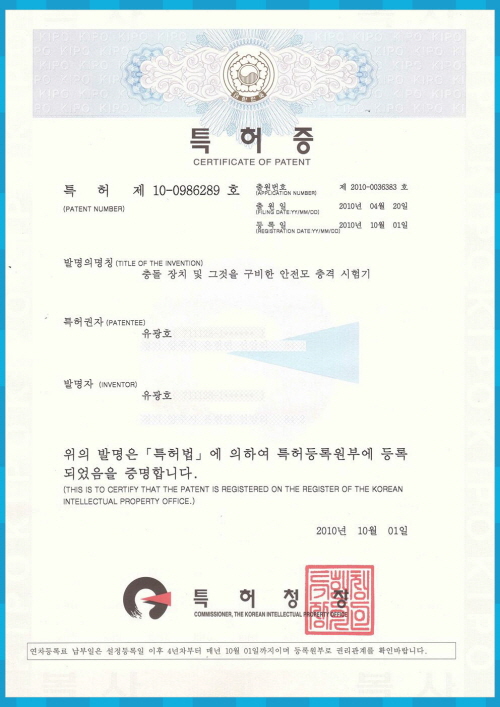 특허증
CERTIFICATE OF PATENT
특 허 제 10-0986289 호
(PATENT NUMBER)
출원번호 제 2010-0036383 호
(APPLICATION NUMBER)
출 원 일 2010년 04월 20일
(FILING DATE:YY/MM/DD)
등 록 일 2010년 10월 01일
(REGISTRATION DATE:YY/MM/DD)
발명의명칭 (TITLE OF THE INVENTION)
충돌 장치 및 그것을 구비한 안전모 충격 시험기
특허권자 (PATENTEE)
유광호
발명자 (INVENTOR)
유광호
위의 발명은 「특허법」에 의하여 특허등록원부에 등록
되었음을 증명합니다.
(THIS IS TO CERTIFY THAT THE PATENT IS REGISTERED ON THE REGISTER OF THE KOREAN
INTELLECTUAL PROPERTY OFFICE.)
2010년 10월 01일
특 허 청 장
COMMISSIONER, THE KOREAN INTELLECTUAL PROPERTY OFFICE
연차등록료 납부일은 설정등록일 이후 4년차부터 매년 10월 01일까지이며 등록원부로 권리관계를 확인바랍니다.